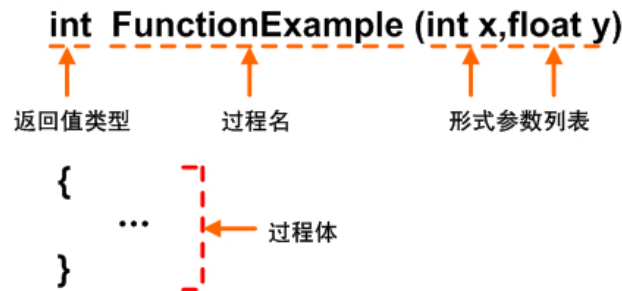 int FunctionExample (int x,float y)
返回值类型 过程名 形式参数列表
{
... 过程体
}